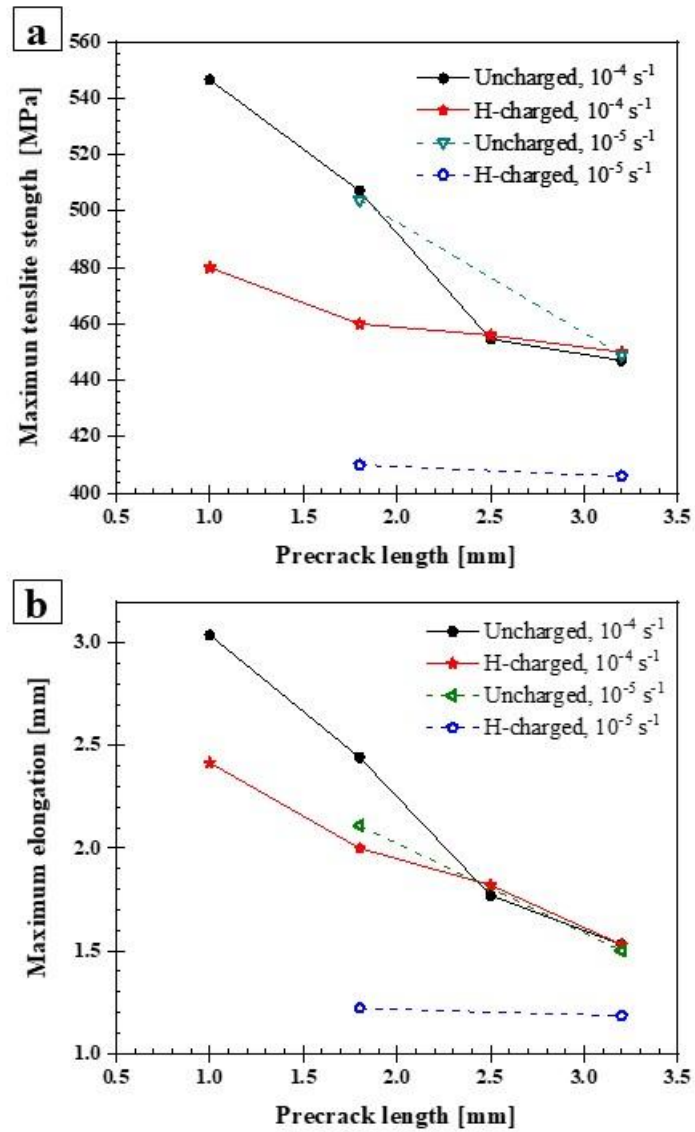 a
Maximun tenslite stength [MPa]
560
540
520
500
480
460
440
420
400
Uncharged, 10⁻⁴ s⁻¹
H-charged, 10⁻⁴ s⁻¹
Uncharged, 10⁻⁵ s⁻¹
H-charged, 10⁻⁵ s⁻¹
0.5 1.0 1.5 2.0 2.5 3.0 3.5
Precrack length [mm]
b
Maximum elongation [mm]
3.0
2.5
2.0
1.5
1.0
Uncharged, 10⁻⁴ s⁻¹
H-charged, 10⁻⁴ s⁻¹
Uncharged, 10⁻⁵ s⁻¹
H-charged, 10⁻⁵ s⁻¹
0.5 1.0 1.5 2.0 2.5 3.0 3.5
Precrack length [mm]